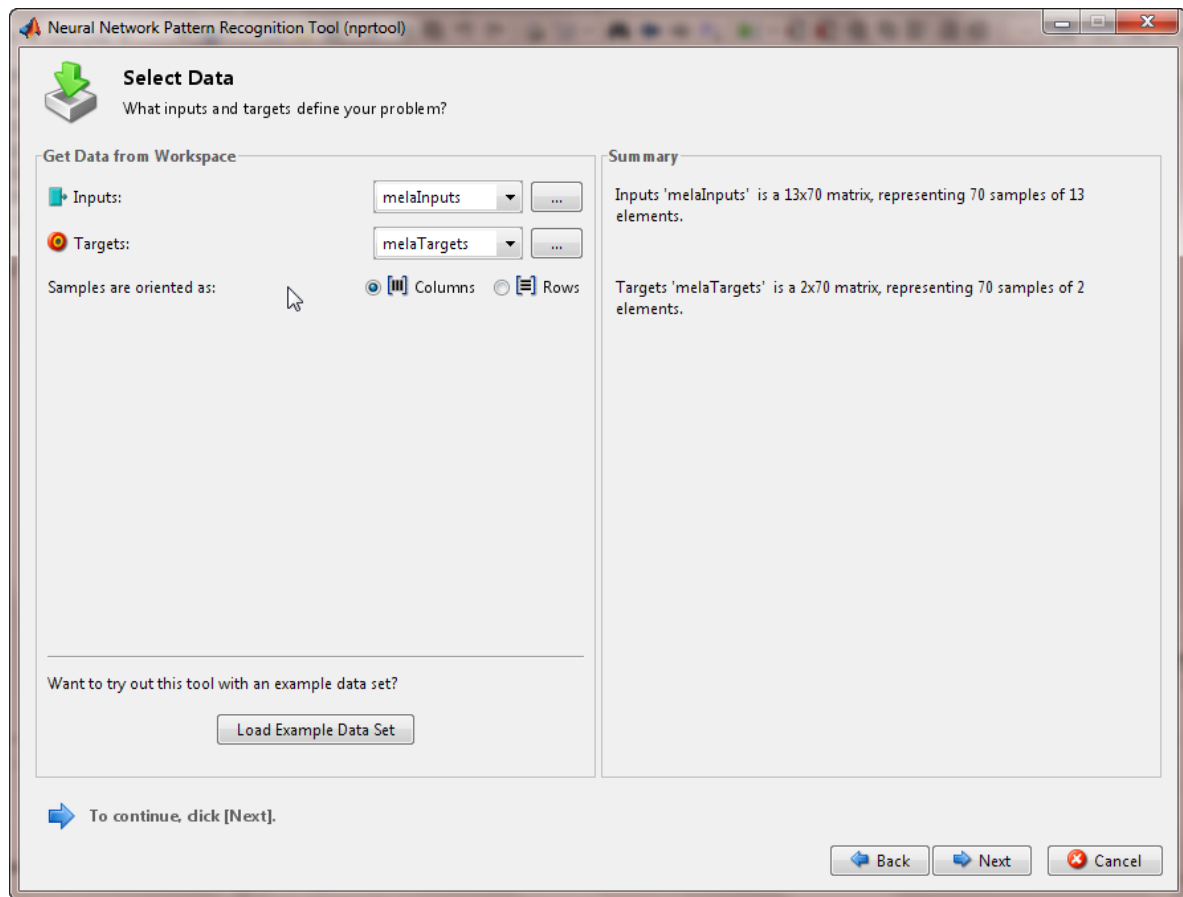 Neural Network Pattern Recognition Tool (nprtool)
Select Data
What inputs and targets define your problem?
Get Data from Workspace
Inputs:
melaInputs
...
Targets:
melaTargets
...
Samples are oriented as:
Columns
Rows
Want to try out this tool with an example data set?
Load Example Data Set
Summary
Inputs 'melaInputs' is a 13x70 matrix, representing 70 samples of 13
elements.
Targets 'melaTargets' is a 2x70 matrix, representing 70 samples of 2
elements.
To continue, click [Next].
Back
Next
Cancel